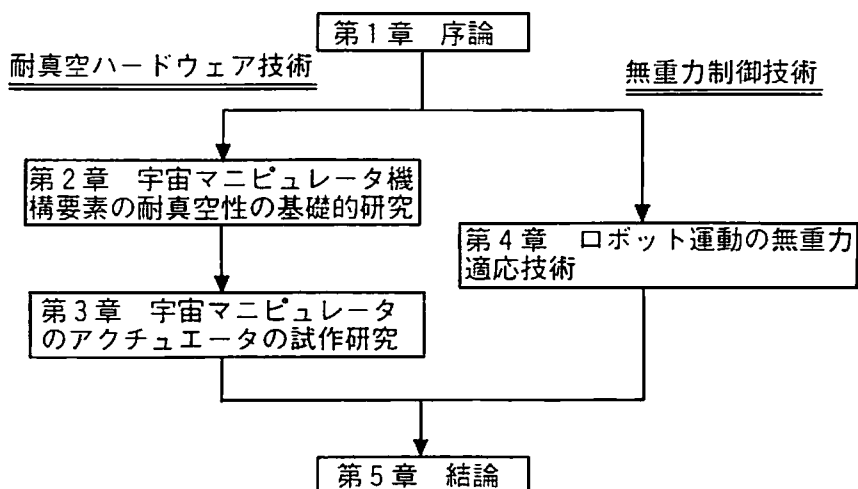 第1章 序論
耐真空ハードウェア技術
無重力制御技術
第2章 宇宙マニピュレータ機
構要素の耐真空性の基礎的研究
第4章 ロボット運動の無重力
適応技術
第3章 宇宙マニピュレータ
のアクチュエータの試作研究
第5章 結論